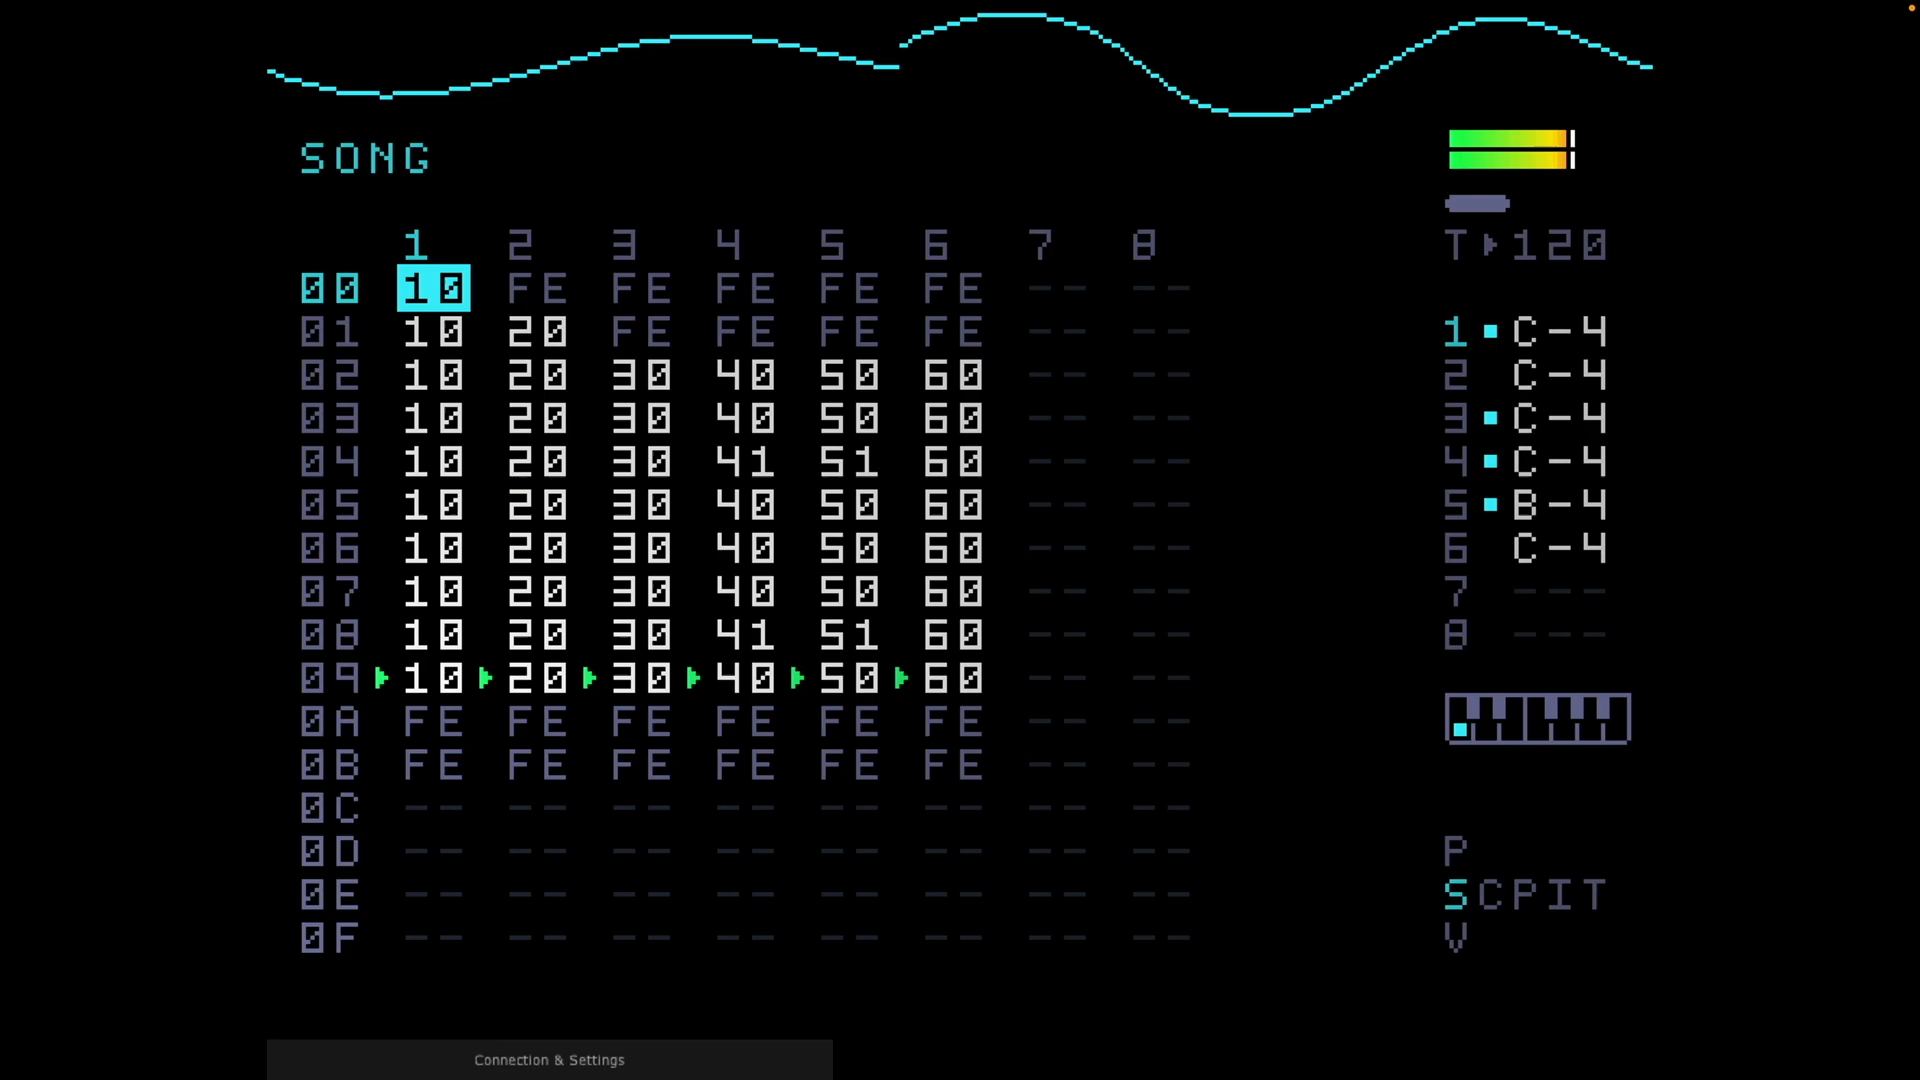 SONG
1 2 3 4 5 6 7 8 T 120
00 10 FE FE FE FE FE -- --
01 10 20 FE FE FE FE -- -- 1 C-4
02 10 20 30 40 50 60 -- -- 2 C-4
03 10 20 30 40 50 60 -- -- 3 C-4
04 10 20 30 41 51 60 -- -- 4 C-4
05 10 20 30 40 50 60 -- -- 5 B-4
06 10 20 30 40 50 60 -- -- 6 C-4
07 10 20 30 40 50 60 -- -- 7 ---
08 10 20 30 41 51 60 -- -- 8 ---
09 10 20 30 40 50 60 -- --
0A FE FE FE FE FE FE -- --
0B FE FE FE FE FE FE -- --
0C -- -- -- -- -- -- -- --
0D -- -- -- -- -- -- -- -- P
0E -- -- -- -- -- -- -- -- SCPIT
0F -- -- -- -- -- -- -- -- V
Connection & Settings